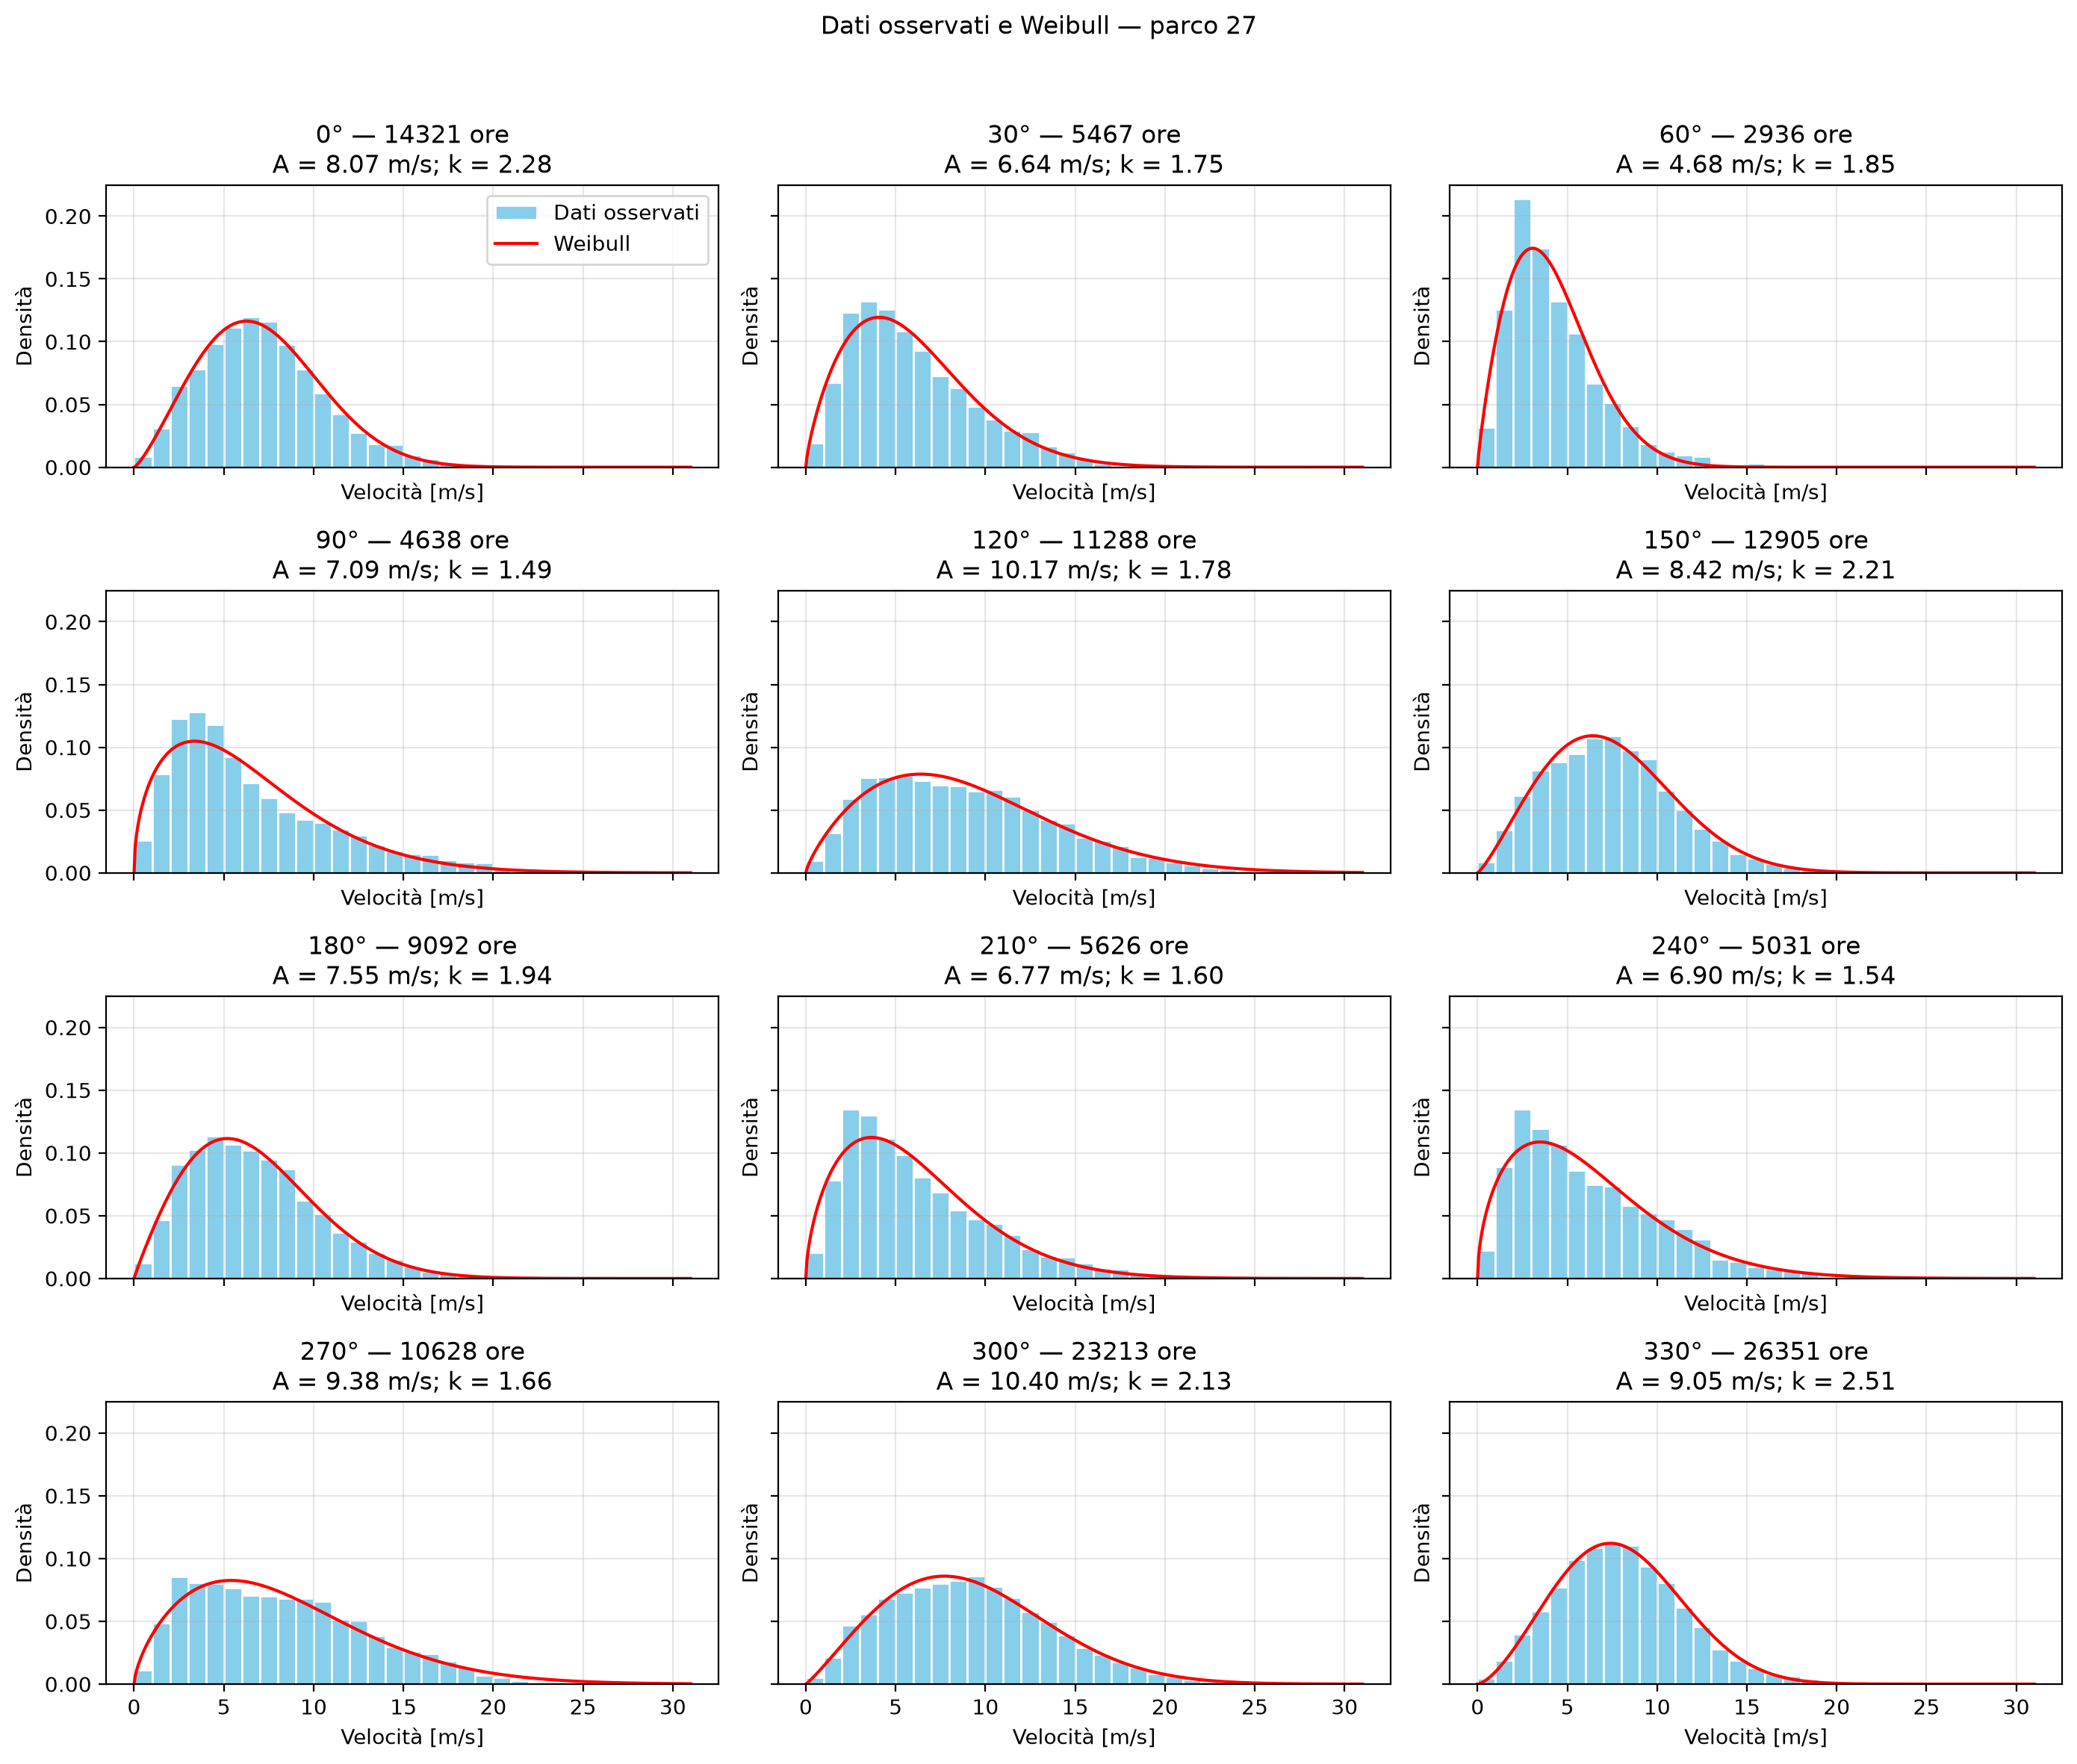 Dati osservati e Weibull — parco 27
0° — 14321 ore
A = 8.07 m/s; k = 2.28
Densità
0.20
0.15
0.10
0.05
0.00
Dati osservati
Weibull
Velocità [m/s]
30° — 5467 ore
A = 6.64 m/s; k = 1.75
Densità
Velocità [m/s]
60° — 2936 ore
A = 4.68 m/s; k = 1.85
Densità
Velocità [m/s]
90° — 4638 ore
A = 7.09 m/s; k = 1.49
Densità
0.20
0.15
0.10
0.05
0.00
Velocità [m/s]
120° — 11288 ore
A = 10.17 m/s; k = 1.78
Densità
Velocità [m/s]
150° — 12905 ore
A = 8.42 m/s; k = 2.21
Densità
Velocità [m/s]
180° — 9092 ore
A = 7.55 m/s; k = 1.94
Densità
0.20
0.15
0.10
0.05
0.00
Velocità [m/s]
210° — 5626 ore
A = 6.77 m/s; k = 1.60
Densità
Velocità [m/s]
240° — 5031 ore
A = 6.90 m/s; k = 1.54
Densità
Velocità [m/s]
270° — 10628 ore
A = 9.38 m/s; k = 1.66
Densità
0.20
0.15
0.10
0.05
0.00
0 5 10 15 20 25 30
Velocità [m/s]
300° — 23213 ore
A = 10.40 m/s; k = 2.13
Densità
0 5 10 15 20 25 30
Velocità [m/s]
330° — 26351 ore
A = 9.05 m/s; k = 2.51
Densità
0 5 10 15 20 25 30
Velocità [m/s]